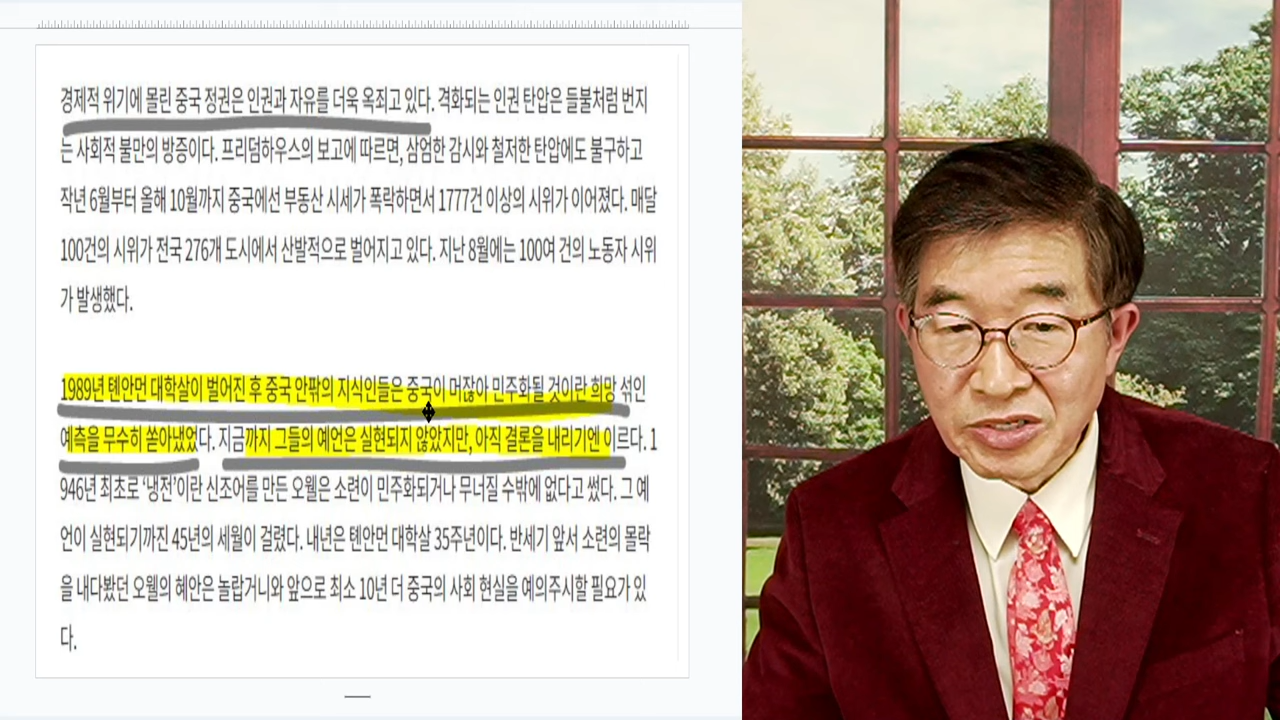 경제적 위기에 몰린 중국 정권은 인권과 자유를 더욱 옥죄고 있다. 격화되는 인권 탄압은 들불처럼 번지
는 사회적 불만의 방증이다. 프리덤하우스의 보고에 따르면, 삼엄한 감시와 철저한 탄압에도 불구하고
작년 6월부터 올해 10월까지 중국에선 부동산 시세가 폭락하면서 1777건 이상의 시위가 이어졌다. 매달
100건의 시위가 전국 276개 도시에서 산발적으로 벌어지고 있다. 지난 8월에는 100여 건의 노동자 시위
가 발생했다.
1989년 톈안먼 대학살이 벌어진 후 중국 안팎의 지식인들은 중국이 머잖아 민주화될 것이란 희망 섞인
예측을 무수히 쏟아냈었다. 지금까지 그들의 예언은 실현되지 않았지만, 아직 결론을 내리기엔 이르다. 1
946년 최초로 ‘냉전’이란 신조어를 만든 오웰은 소련이 민주화되거나 무너질 수밖에 없다고 썼다. 그 예
언이 실현되기까진 45년의 세월이 걸렸다. 내년은 톈안먼 대학살 35주년이다. 반세기 앞서 소련의 몰락
을 내다봤던 오웰의 혜안은 놀랍거니와 앞으로 최소 10년 더 중국의 사회 현실을 예의주시할 필요가 있
다.